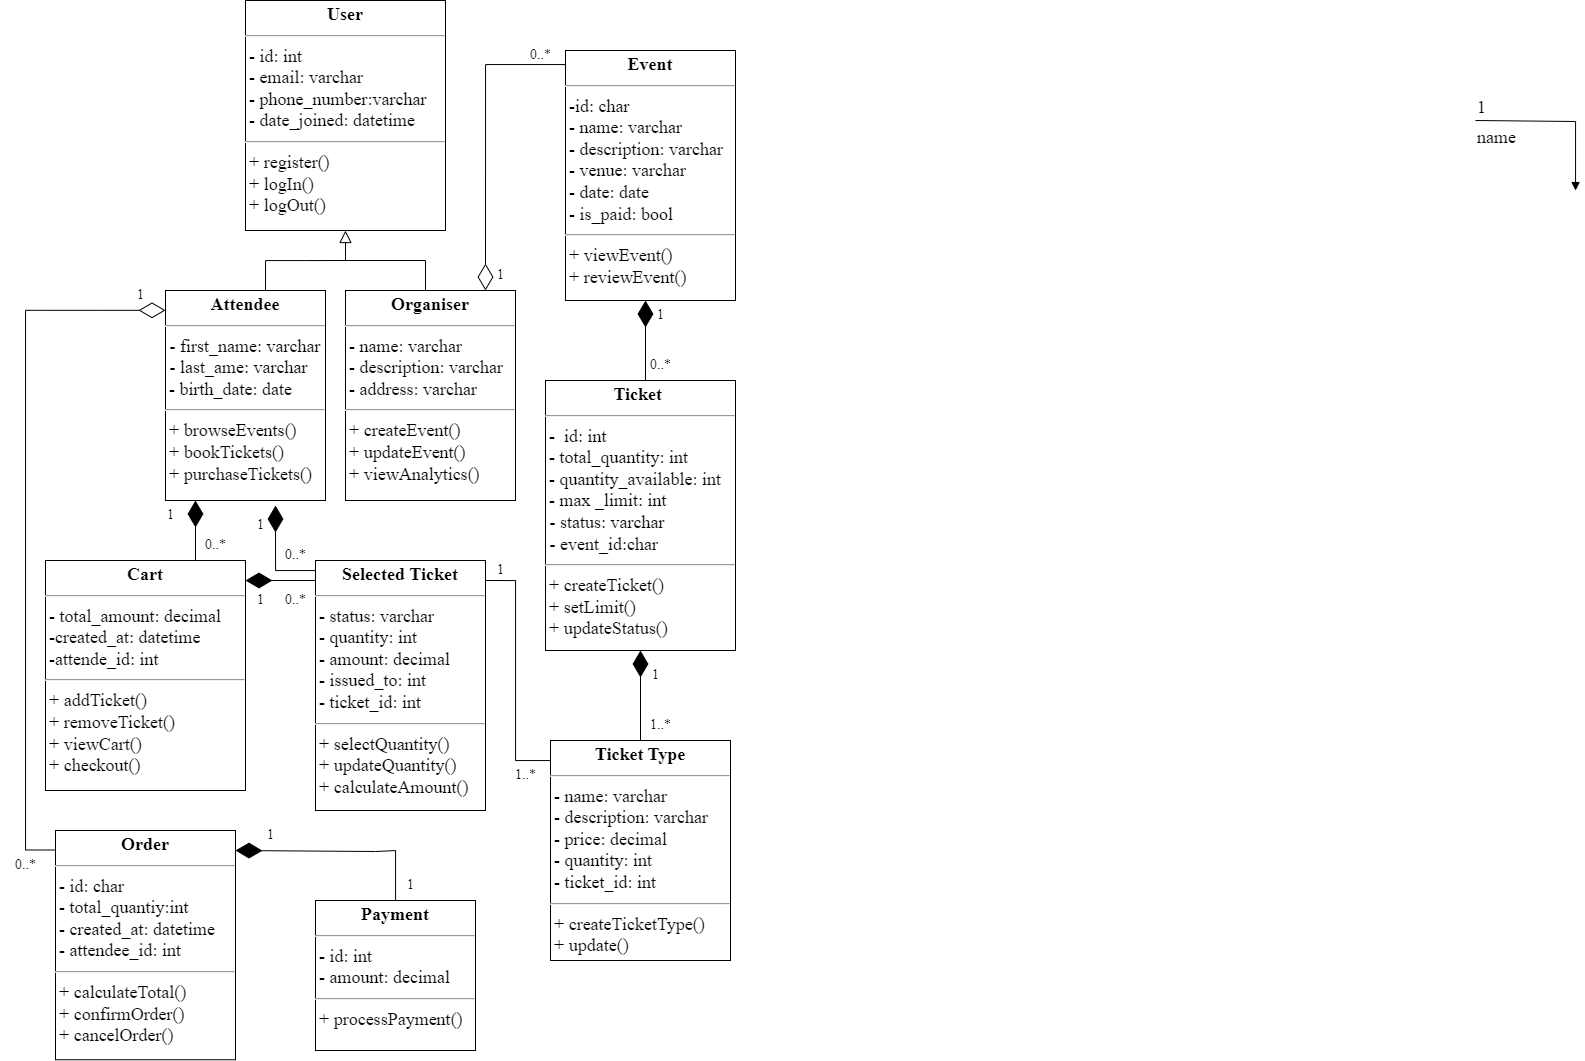 User
- id: int
- email: varchar
- phone_number:varchar
- date_joined: datetime
+ register()
+ logIn()
+ logOut()
0..*
1
Event
-id: char
- name: varchar
- description: varchar
- venue: varchar
- date: date
- is_paid: bool
+ viewEvent()
+ reviewEvent()
1
name
1
0..*
1
Attendee
- first_name: varchar
- last_ame: varchar
- birth_date: date
+ browseEvents()
+ bookTickets()
+ purchaseTickets()
Organiser
- name: varchar
- description: varchar
- address: varchar
+ createEvent()
+ updateEvent()
+ viewAnalytics()
Ticket
- id: int
- total_quantity: int
- quantity_available: int
- max _limit: int
- status: varchar
- event_id:char
+ createTicket()
+ setLimit()
+ updateStatus()
1
0..*
1
0..*
Cart
- total_amount: decimal
-created_at: datetime
-attende_id: int
+ addTicket()
+ removeTicket()
+ viewCart()
+ checkout()
1
0..*
Selected Ticket
- status: varchar
- quantity: int
- amount: decimal
- issued_to: int
- ticket_id: int
+ selectQuantity()
+ updateQuantity()
+ calculateAmount()
1
1..*
1
1..*
Ticket Type
- name: varchar
- description: varchar
- price: decimal
- quantity: int
- ticket_id: int
+ createTicketType()
+ update()
0..*
Order
- id: char
- total_quantiy:int
- created_at: datetime
- attendee_id: int
+ calculateTotal()
+ confirmOrder()
+ cancelOrder()
1
1
Payment
- id: int
- amount: decimal
+ processPayment()